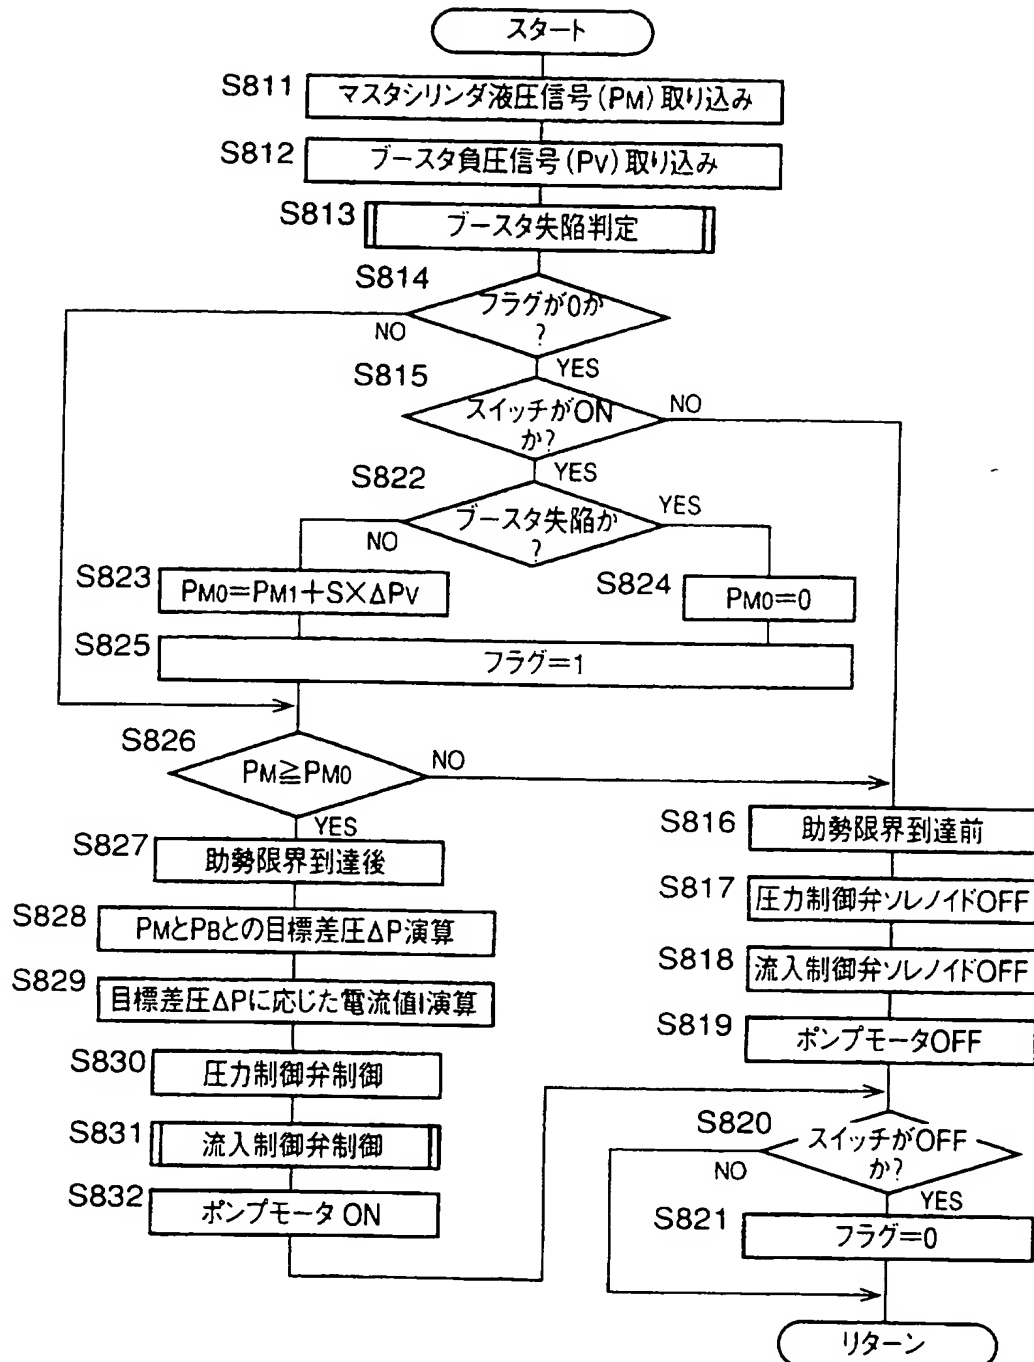 スタート
S811
マスタシリンダ液圧信号(PM)取り込み
S812
ブースタ負圧信号(PV)取り込み
S813
ブースタ失陥判定
S814
フラグが0か
?
NO
YES
S815
スイッチがON
か?
NO
YES
S822
ブースタ失陥か
?
NO
YES
S823
PM0=PM1+S×ΔPV
S824
PM0=0
S825
フラグ=1
S826
PM≧PM0
NO
YES
S827
助勢限界到達後
S828
PMとPBとの目標差圧ΔP演算
S829
目標差圧ΔPに応じた電流値I演算
S830
圧力制御弁制御
S831
流入制御弁制御
S832
ポンプモータ ON
S816
助勢限界到達前
S817
圧力制御弁ソレノイドOFF
S818
流入制御弁ソレノイドOFF
S819
ポンプモータOFF
S820
スイッチがOFF
か?
NO
YES
S821
フラグ=0
リターン